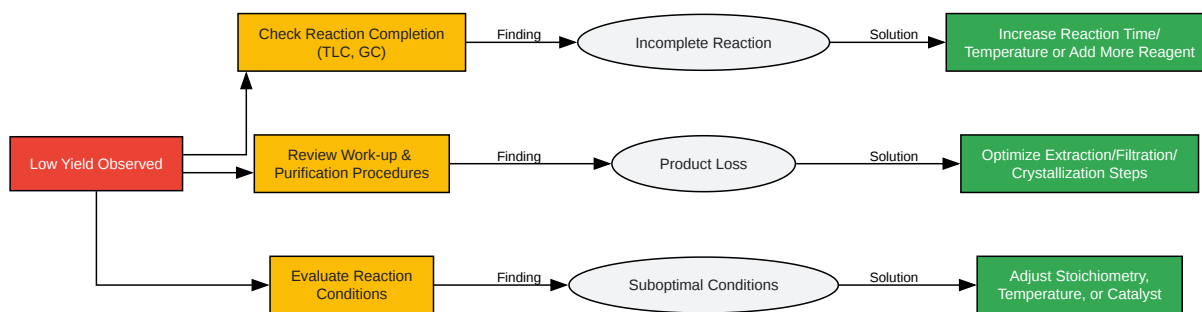 Check Reaction Completion
(TLC, GC)
Finding
Incomplete Reaction
Solution
Increase Reaction Time/
Temperature or Add More Reagent
Low Yield Observed
Review Work-up &
Purification Procedures
Finding
Product Loss
Solution
Optimize Extraction/Filtration/
Crystallization Steps
Evaluate Reaction
Conditions
Finding
Suboptimal Conditions
Solution
Adjust Stoichiometry,
Temperature, or Catalyst